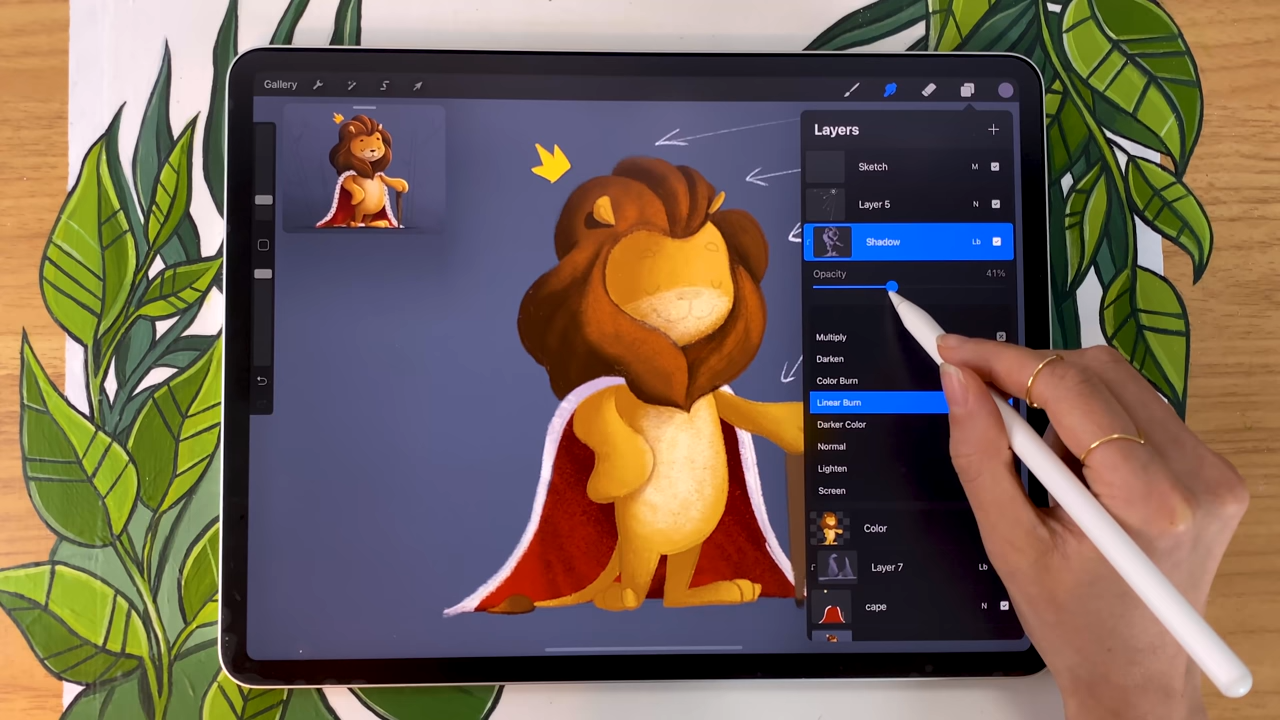 Gallery
Layers
Sketch M
Layer 5 N
Shadow Lb
Opacity 41%
Multiply
Darken
Color Burn
Linear Burn
Darker Color
Normal
Lighten
Screen
Color
Layer 7 Lb
cape N